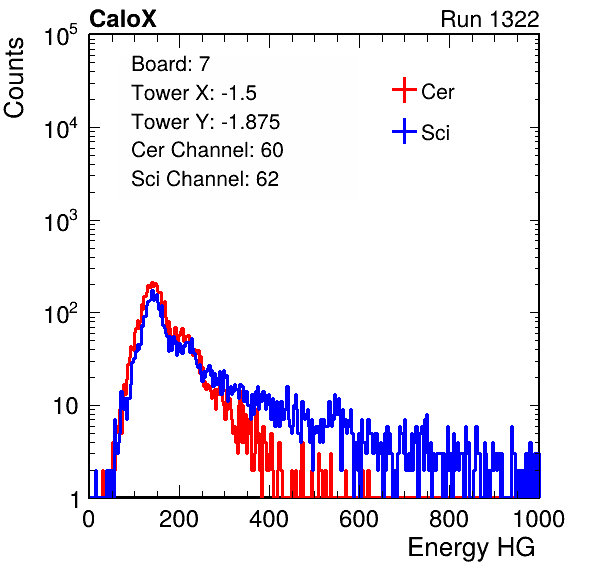 CaloX Run 1322
Counts
10^5
10^4
10^3
10^2
10
1
Board: 7
Tower X: -1.5
Tower Y: -1.875
Cer Channel: 60
Sci Channel: 62
Cer
Sci
0 200 400 600 800 1000
Energy HG